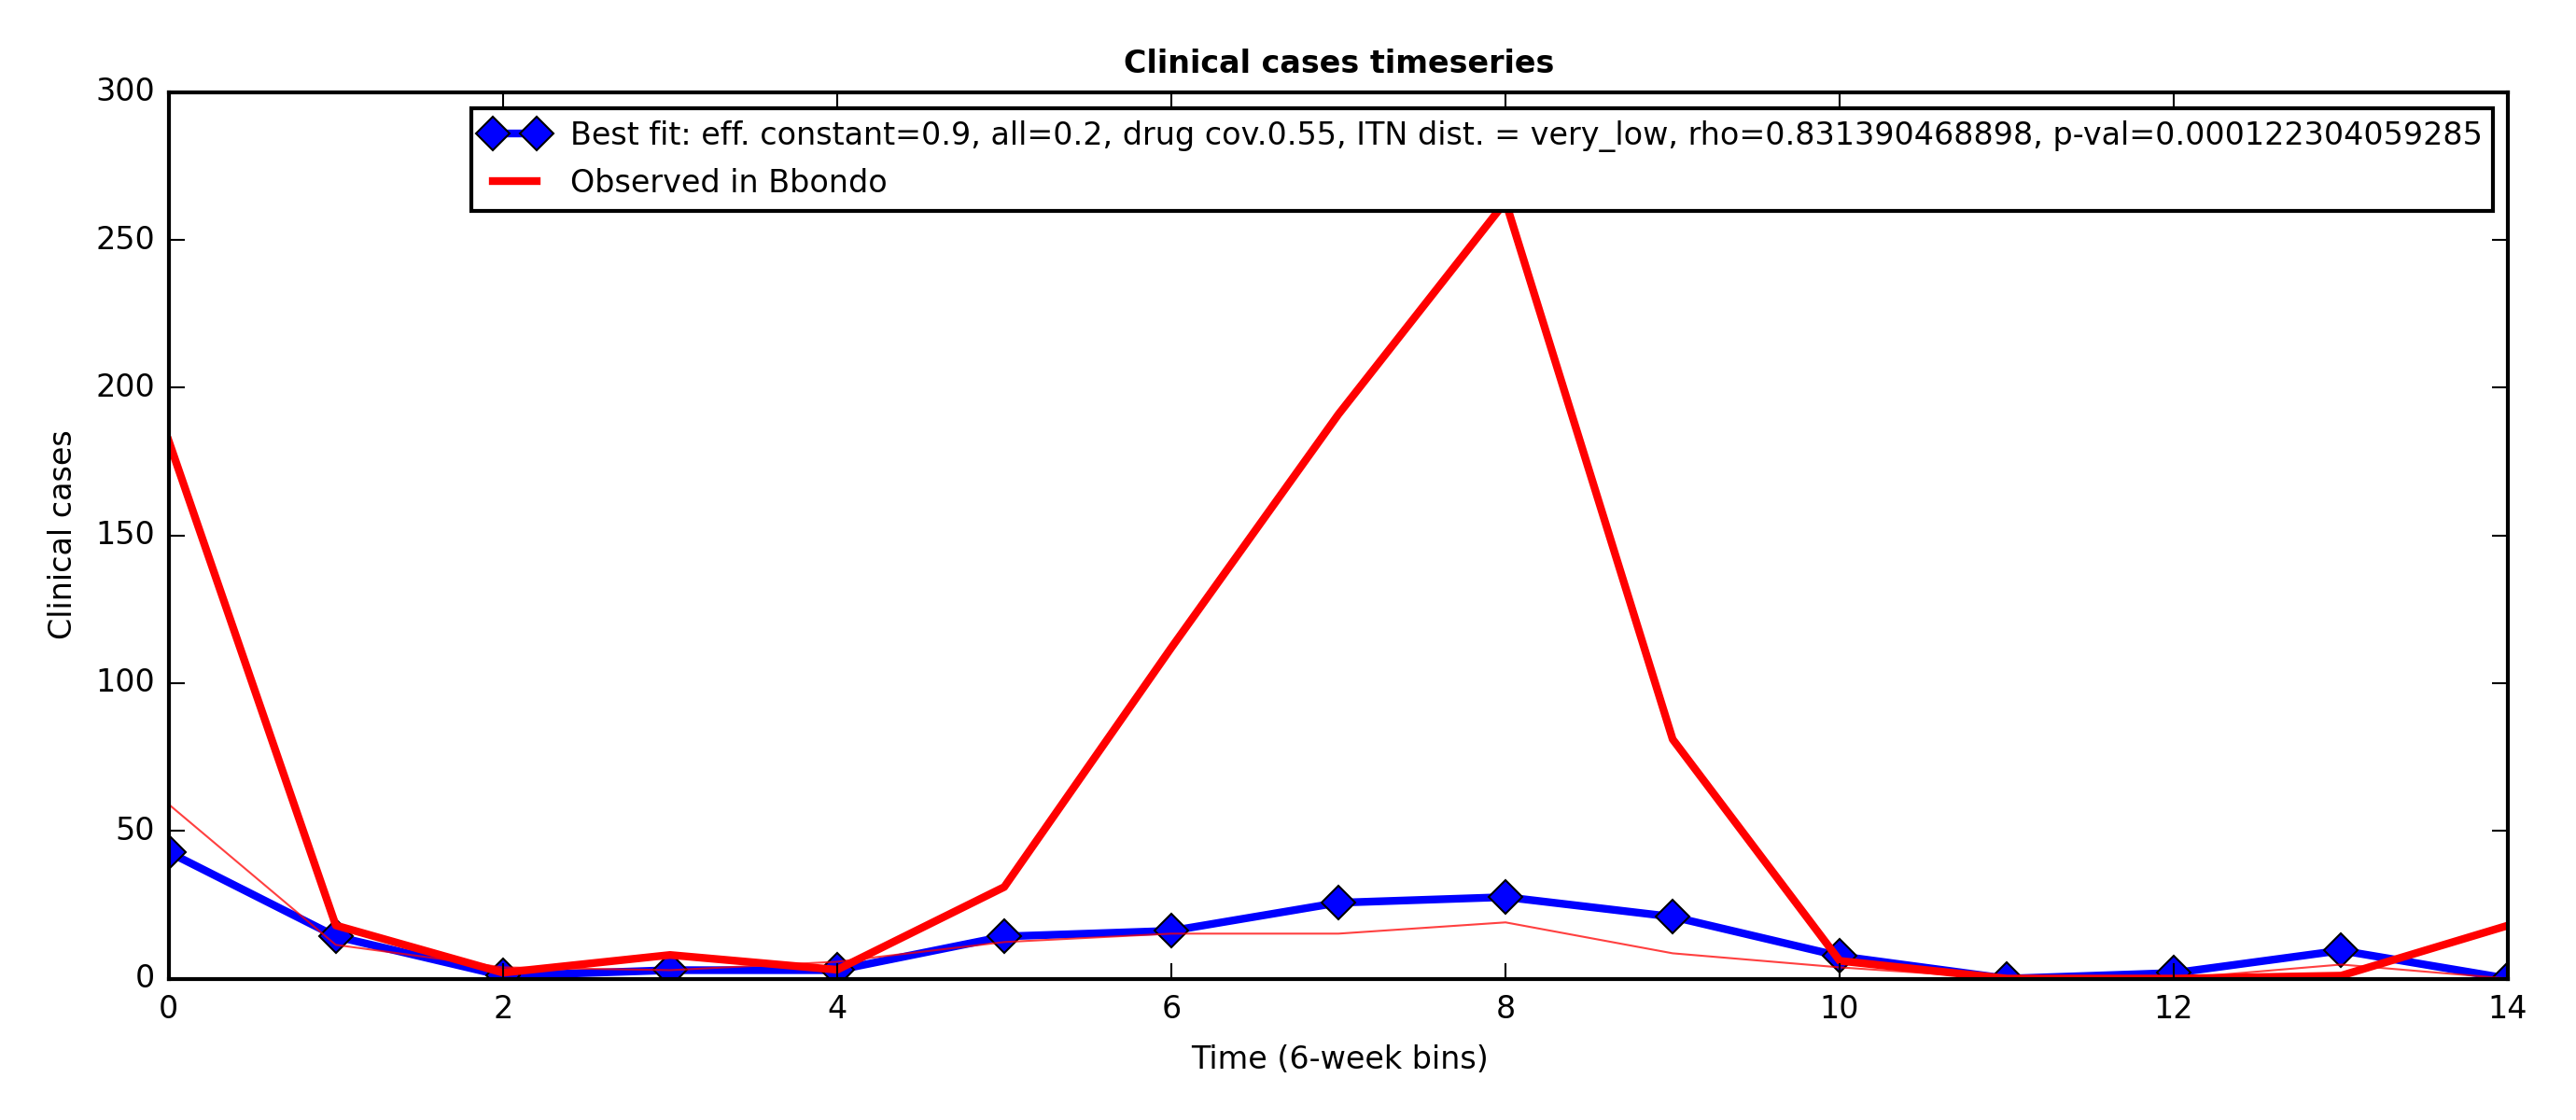 Clinical cases timeseries
300
250
200
150
100
50
0
Clinical cases
Best fit: eff. constant=0.9, all=0.2, drug cov.0.55, ITN dist. = very_low, rho=0.831390468898, p-val=0.000122304059285
Observed in Bbondo
0 2 4 6 8 10 12 14
Time (6-week bins)